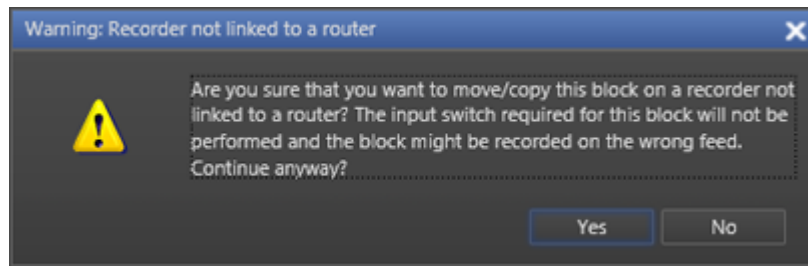 Warning: Recorder not linked to a router
Are you sure that you want to move/copy this block on a recorder not
linked to a router? The input switch required for this block will not be
performed and the block might be recorded on the wrong feed.
Continue anyway?
Yes No